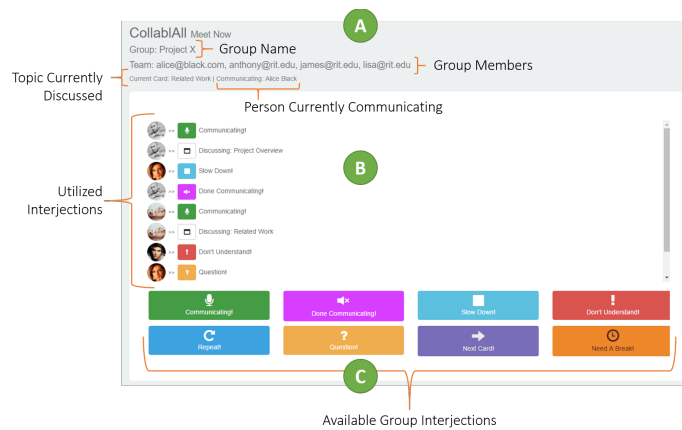 A
CollablAll Meet Now
Group: Project X
Group Name
Team: alice@black.com, anthony@rit.edu, james@rit.edu, lisa@rit.edu
Group Members
Topic Currently
Discussed
Current Card: Related Work | Communicating: Alice Black
Person Currently Communicating
>> Communicating!
>> Discussing: Project Overview
>> Slow Down!
B
>> Done Communicating!
Utilized
Interjections
>> Communicating!
>> Discussing: Related Work
>> ! Don't Understand!
>> ? Question!
Communicating!
Done Communicating!
Slow Down!
! Don't Understand!
Repeat!
? Question!
Next Card!
Need A Break!
C
Available Group Interjections